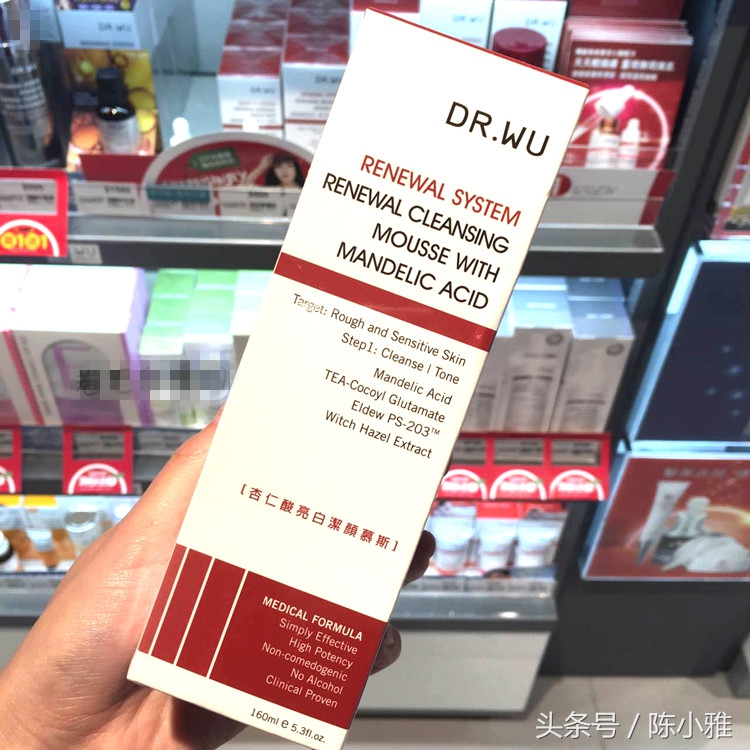 DR.WU
RENEWAL SYSTEM
RENEWAL CLEANSING
MOUSSE WITH
MANDELIC ACID
Target: Rough and Sensitive Skin
Step1: Cleanse | Tone
Mandelic Acid
TEA-Cocoyl Glutamate
Eldew PS-203™
Witch Hazel Extract
[杏仁酸亮白潔顏慕斯]
MEDICAL FORMULA
Simply Effective
High Potency
Non-comedogenic
No Alcohol
Clinical Proven
160ml e 5.3fl.oz.
DR.WU
头条号 / 陈小雅